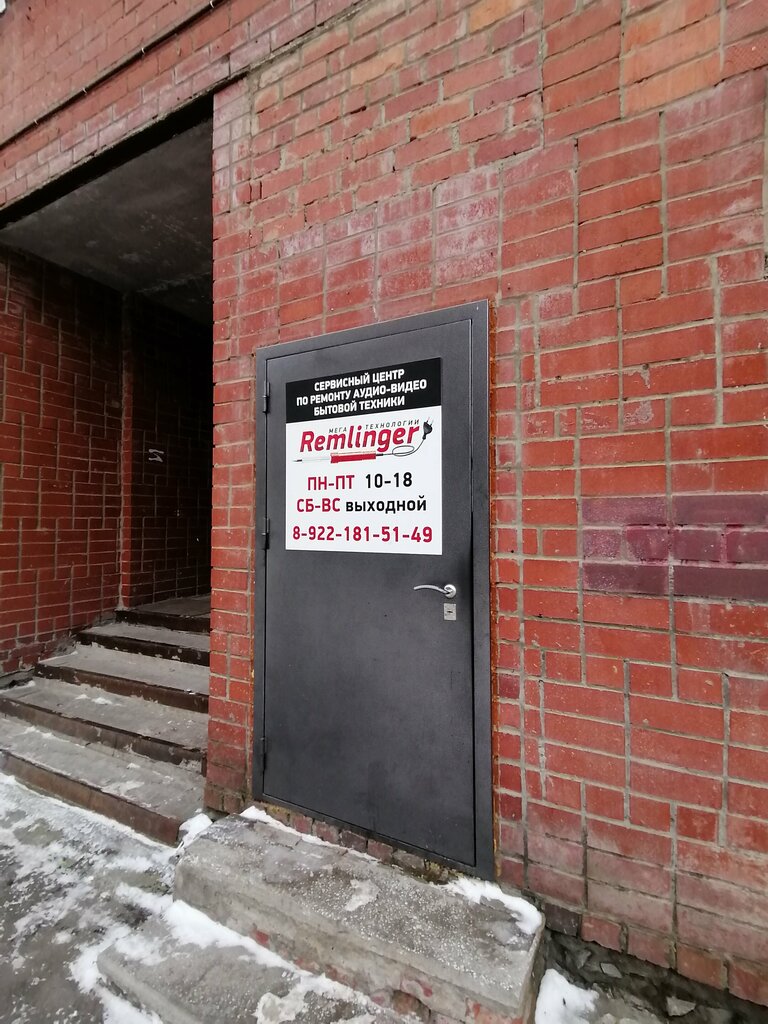 СЕРВИСНЫЙ ЦЕНТР
ПО РЕМОНТУ АУДИО-ВИДЕО
БЫТОВОЙ ТЕХНИКИ
МЕГА ТЕХНОЛОГИИ
Remlinger
ПН-ПТ 10-18
СБ-ВС ВЫХОДНОЙ
8-922-181-51-49